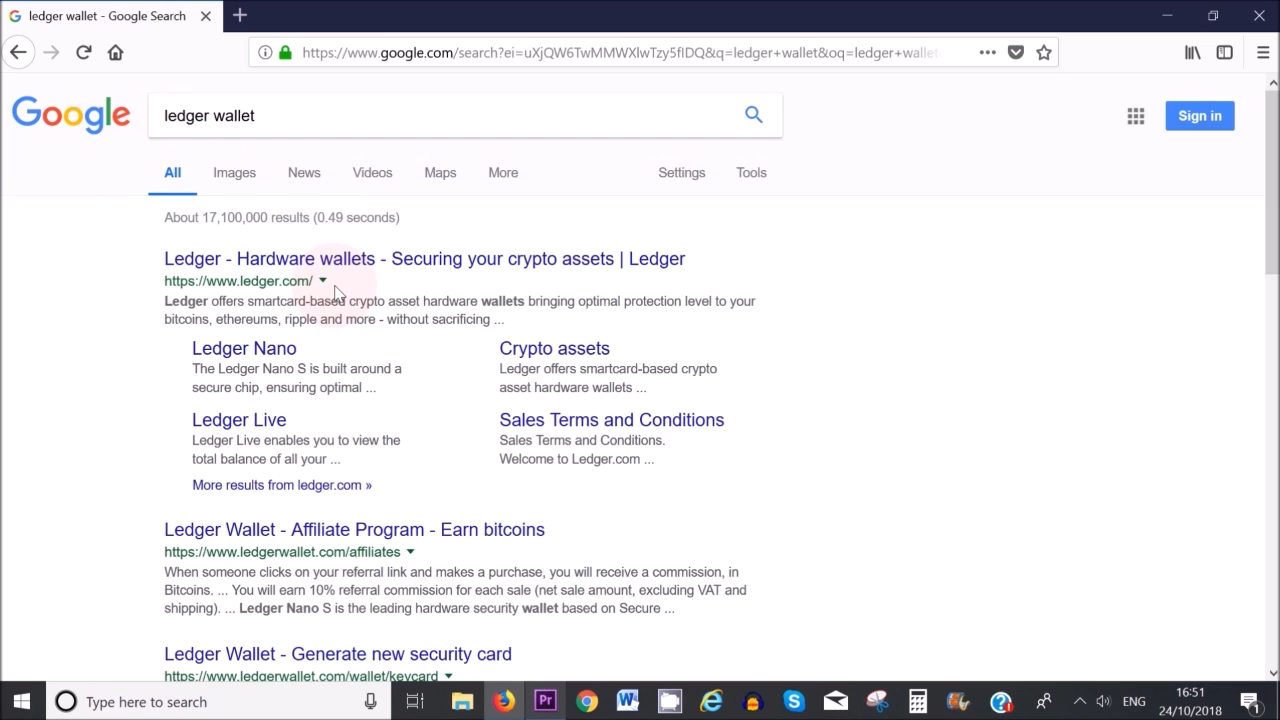 ledger wallet - Google Search
https://www.google.com/search?ei=uXjQW6TwMMWXlwTzy5fIDQ&q=ledger+wallet&oq=ledger+wallet
Google
ledger wallet
Sign in
All Images News Videos Maps More Settings Tools
About 17,100,000 results (0.49 seconds)
Ledger - Hardware wallets - Securing your crypto assets | Ledger
https://www.ledger.com/
Ledger offers smartcard-based crypto asset hardware wallets bringing optimal protection level to your
bitcoins, ethereums, ripple and more - without sacrificing ...
Ledger Nano
The Ledger Nano S is built around a
secure chip, ensuring optimal ...
Crypto assets
Ledger offers smartcard-based crypto
asset hardware wallets ...
Ledger Live
Ledger Live enables you to view the
total balance of all your ...
Sales Terms and Conditions
Sales Terms and Conditions.
Welcome to Ledger.com ...
More results from ledger.com »
Ledger Wallet - Affiliate Program - Earn bitcoins
https://www.ledgerwallet.com/affiliates
When someone clicks on your referral link and makes a purchase, you will receive a commission, in
Bitcoins. ... You will earn 10% referral commission for each sale (net sale amount, excluding VAT and
shipping). ... Ledger Nano S is the leading hardware security wallet based on Secure ...
Ledger Wallet - Generate new security card
https://www.ledgerwallet.com/wallet/keycard
Type here to search
Pr
ENG
16:51
24/10/2018
1